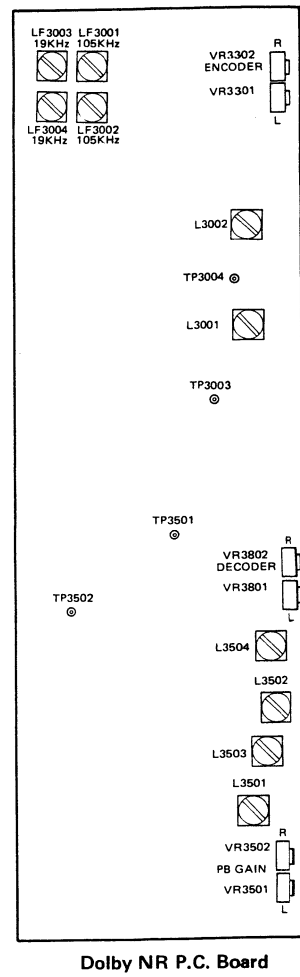 LF3003 LF3001
19KHz 105KHz
LF3004 LF3002
19KHz 105KHz
R
VR3302
ENCODER
VR3301
L
L3002
TP3004
L3001
TP3003
TP3501
R
VR3802
DECODER
VR3801
L
TP3502
L3504
L3502
L3503
L3501
R
VR3502
PB GAIN
VR3501
L
Dolby NR P.C. Board